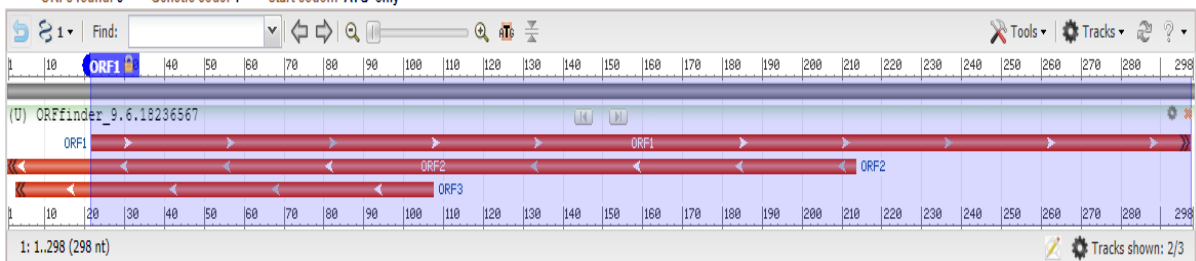 1 Find: ATG Tools Tracks ?
1 10 ORF1 40 50 60 70 80 90 100 110 120 130 140 150 160 170 180 190 200 210 220 230 240 250 260 270 280 298
(U) ORFfinder_9.6.18236567
ORF1 ORF1
ORF2 ORF2
ORF3
1 10 20 30 40 50 60 70 80 90 100 110 120 130 140 150 160 170 180 190 200 210 220 230 240 250 260 270 280 298
1: 1..298 (298 nt) Tracks shown: 2/3